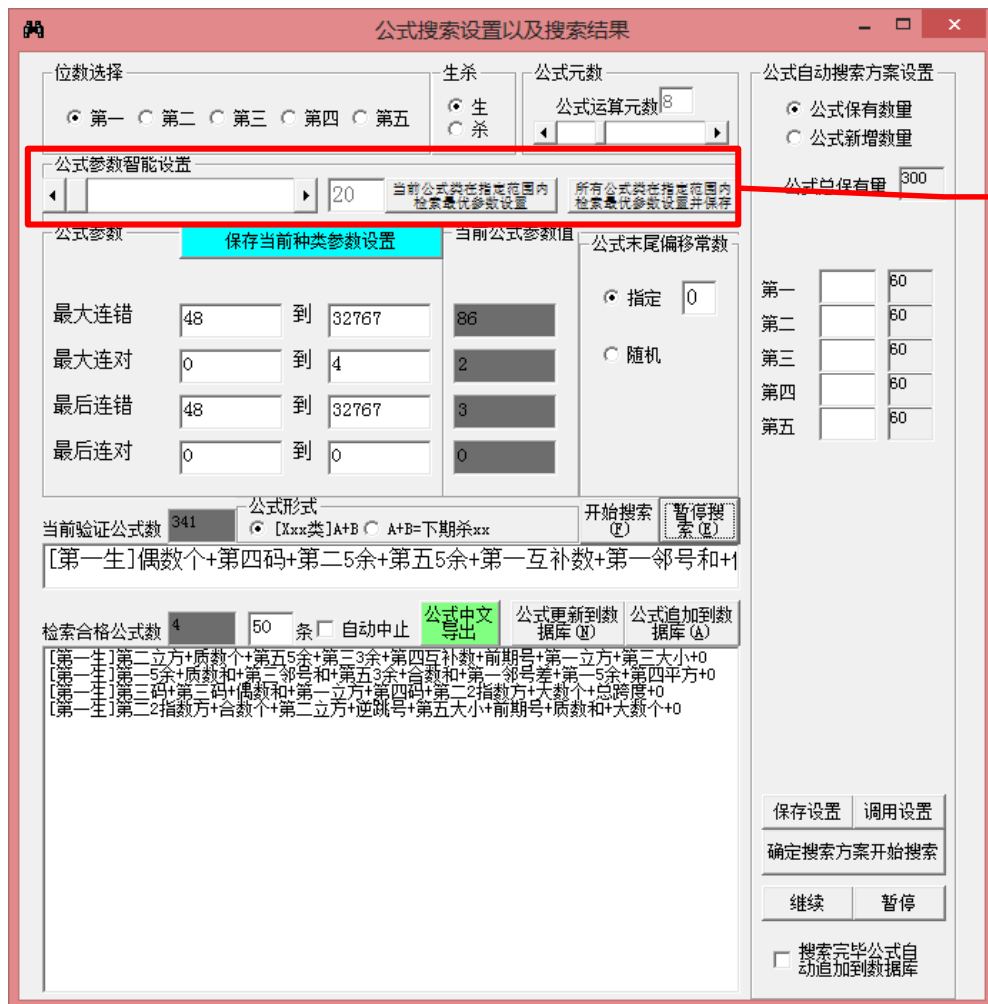 公式搜索设置以及搜索结果
位数选择
第一 第二 第三 第四 第五
生杀
生
杀
公式元数
公式运算元数 8
公式参数智能设置
20
当前公式类在指定范围内
检索最优参数设置
所有公式类在指定范围内
检索最优参数设置并保存
公式参数
保存当前种类参数设置
当前公式参数值
最大连错 48 到 32767 86
最大连对 0 到 4 2
最后连错 48 到 32767 3
最后连对 0 到 0 0
公式末尾偏移常数
指定 0
随机
当前验证公式数 341
公式形式
[Xxx类]A+B A+B=下期杀xx
开始搜索
(F)
暂停搜
索(E)
[第一生]偶数个+第四码+第二5余+第五5余+第一互补数+第一邻号和+
检索合格公式数 4
50 条 自动中止
公式中文
导出
公式更新到数
据库(N)
公式追加到数
据库(A)
[第一生]第二立方+质数个+第五5余+第三3余+第四互补数+前期号+第一立方+第三大小+0
[第一生]第一5余+质数和+第三邻号和+第五3余+合数和+第一邻号差+第一5余+第四平方+0
[第一生]第三码+第三码+偶数和+第一立方+第四码+第二2指数方+大数个+总跨度+0
[第一生]第二2指数方+合数个+第二立方+逆跳号+第五大小+前期号+质数和+大数个+0
公式自动搜索方案设置
公式保有数量
公式新增数量
公式总保有量 300
第一 60
第二 60
第三 60
第四 60
第五 60
保存设置 调用设置
确定搜索方案开始搜索
继续 暂停
搜索完毕公式自
动追加到数据库